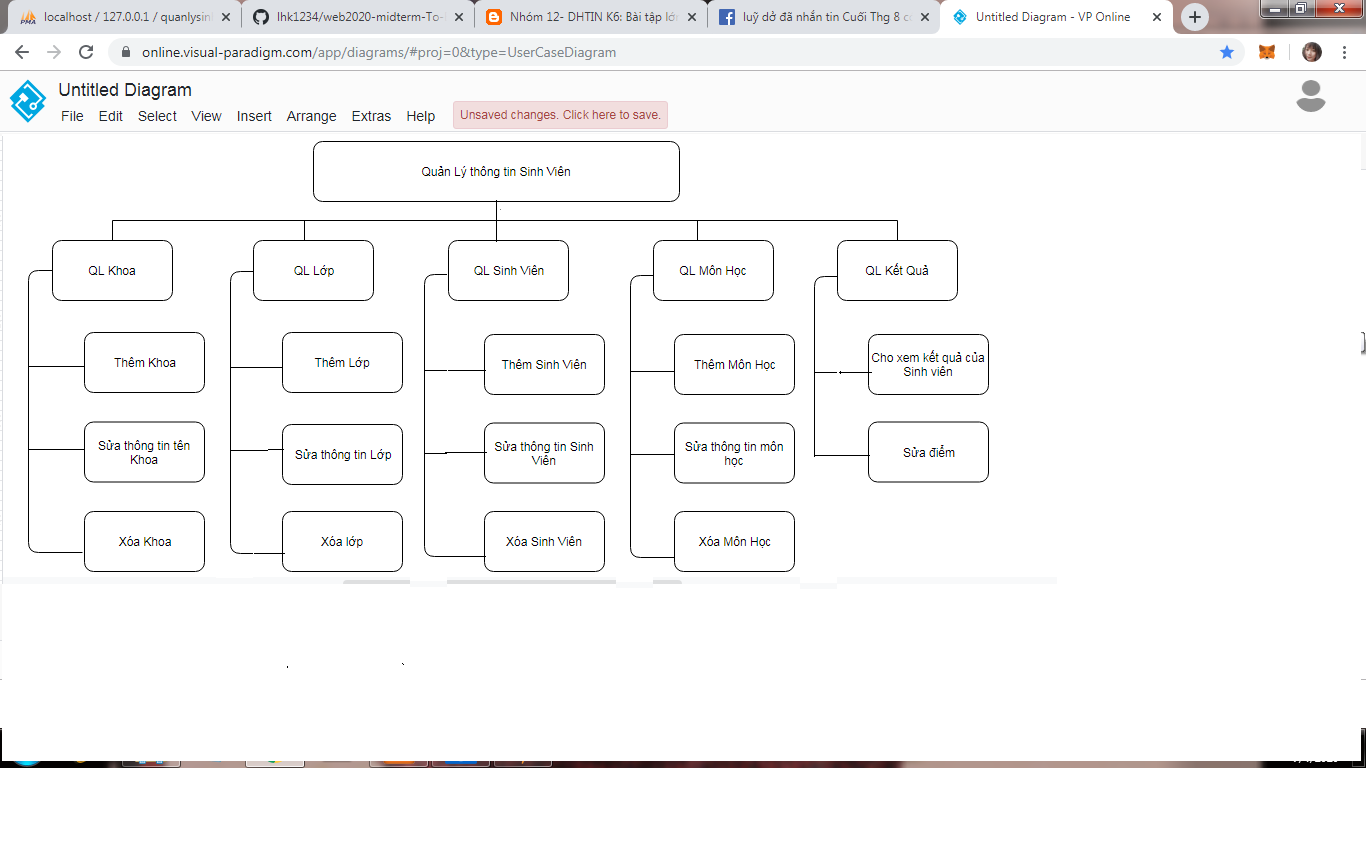 localhost / 127.0.0.1 / quanlysin
lhk1234/web2020-midterm-To-
Nhóm 12- DHTIN K6: Bài tập lớn
luỹ dở đã nhắn tin Cuối Thg 8 c
Untitled Diagram - VP Online
online.visual-paradigm.com/app/diagrams/#proj=0&type=UserCaseDiagram
Untitled Diagram
File Edit Select View Insert Arrange Extras Help
Unsaved changes. Click here to save.
Quản Lý thông tin Sinh Viên
QL Khoa
QL Lớp
QL Sinh Viên
QL Môn Học
QL Kết Quả
Thêm Khoa
Thêm Lớp
Thêm Sinh Viên
Thêm Môn Học
Cho xem kết quả của
Sinh viên
Sửa thông tin tên
Khoa
Sửa thông tin Lớp
Sửa thông tin Sinh
Viên
Sửa thông tin môn
học
Sửa điểm
Xóa Khoa
Xóa lớp
Xóa Sinh Viên
Xóa Môn Học